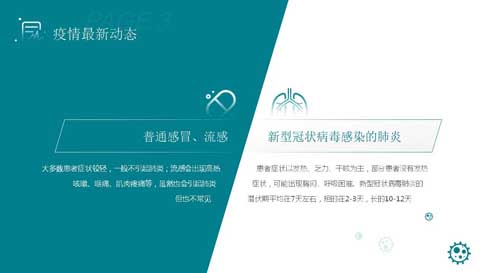 PAGE 3
疫情最新动态
普通感冒、流感
大多数患者症状较轻，一般不引起肺炎；流感会出现高热
咳嗽、咽痛、肌肉疼痛等，虽然也会引起肺炎
但也不常见
新型冠状病毒感染的肺炎
患者症状以发热、乏力、干咳为主，部分患者没有发热
症状，可能出现胸闷、呼吸困难。新型冠状病毒肺炎的
潜伏期平均在7天左右，短的在2-3天，长的10-12天